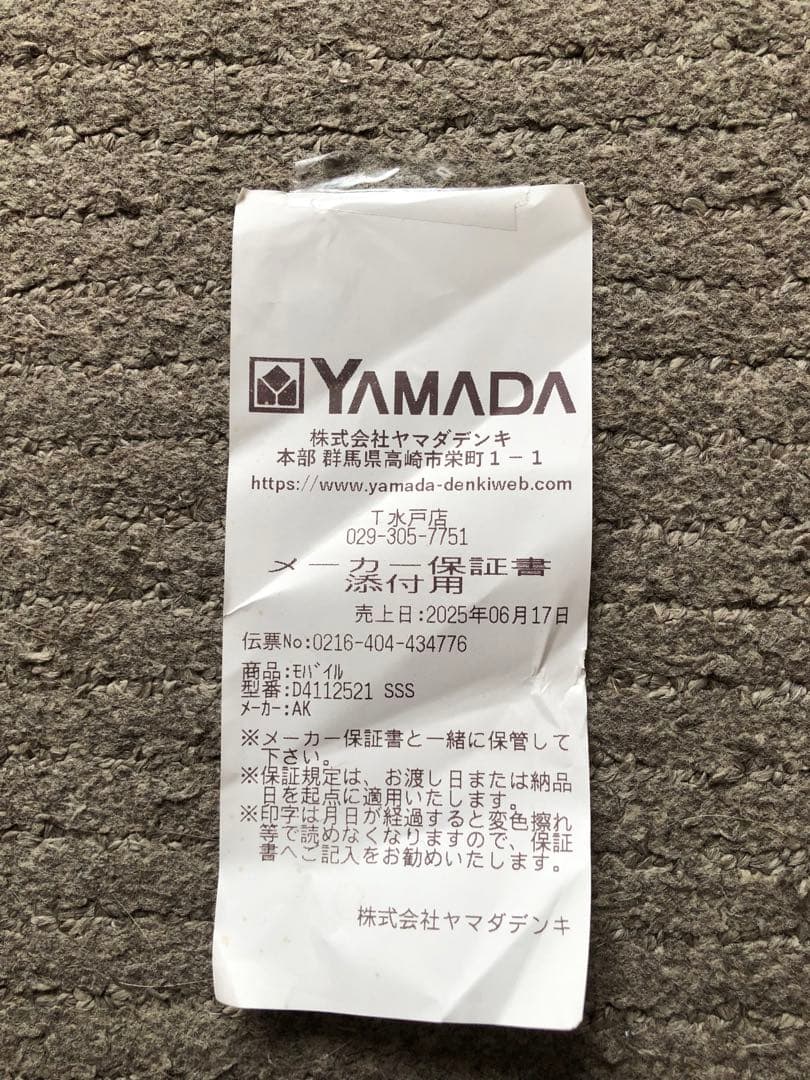 YAMADA
株式会社ヤマダデンキ
本部 群馬県高崎市栄町1-1
https://www.yamada-denkiweb.com
T水戸店
029-305-7751
メーカー保証書
添付用
売上日:2025年06月17日
伝票No:0216-404-434776
商品:ﾓﾊﾞｲﾙ
型番:D4112521 SSS
ﾒｰｶｰ:AK
※メーカー保証書と一緒に保管して
下さい。
※保証規定は、お渡し日または納品
日を起点に適用いたします。
※印字は月日が経過すると変色擦れ
等で読めなくなりますので、保証
書へご記入をお勧めいたします。
株式会社ヤマダデンキ